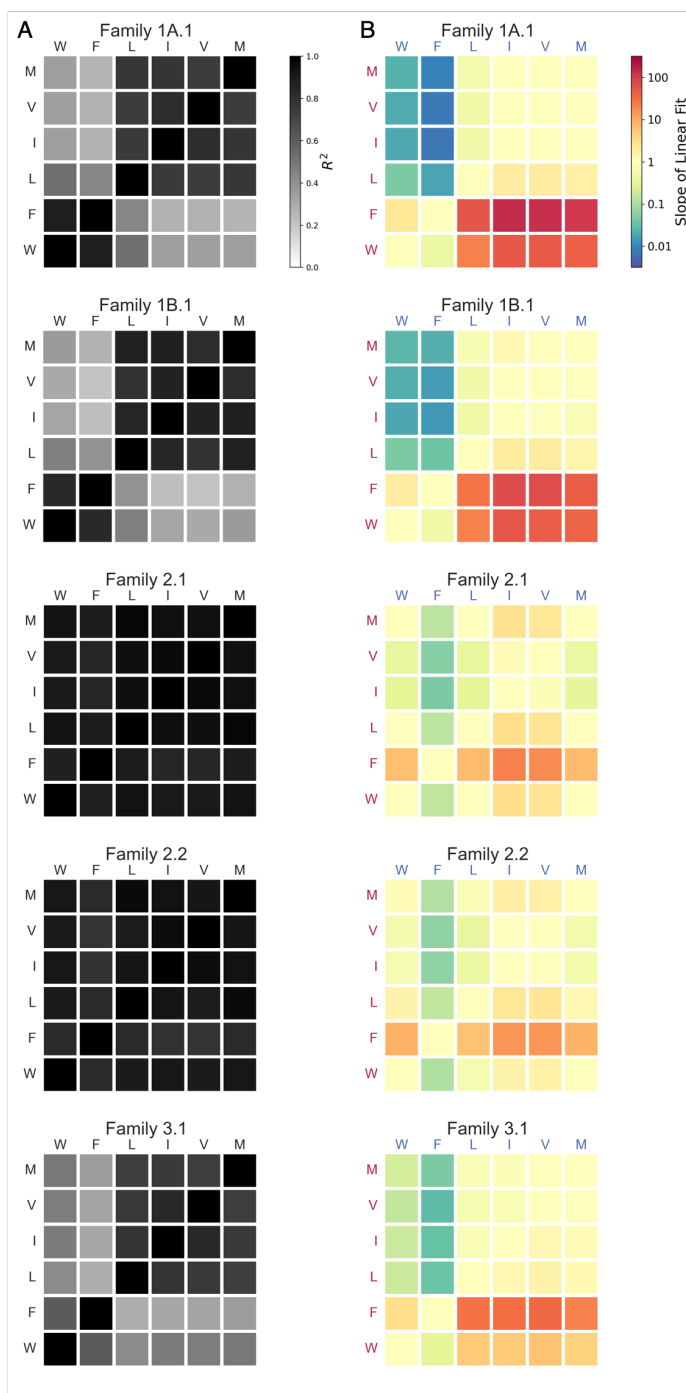 A
Family 1A.1
W F L I V M
M
V
I
L
F
W
1.0
0.8
0.6
0.4
0.2
0.0
R²
B
Family 1A.1
W F L I V M
M
V
I
L
F
W
100
10
1
0.1
0.01
Slope of Linear Fit
Family 1B.1
W F L I V M
M
V
I
L
F
W
Family 1B.1
W F L I V M
M
V
I
L
F
W
Family 2.1
W F L I V M
M
V
I
L
F
W
Family 2.1
W F L I V M
M
V
I
L
F
W
Family 2.2
W F L I V M
M
V
I
L
F
W
Family 2.2
W F L I V M
M
V
I
L
F
W
Family 3.1
W F L I V M
M
V
I
L
F
W
Family 3.1
W F L I V M
M
V
I
L
F
W